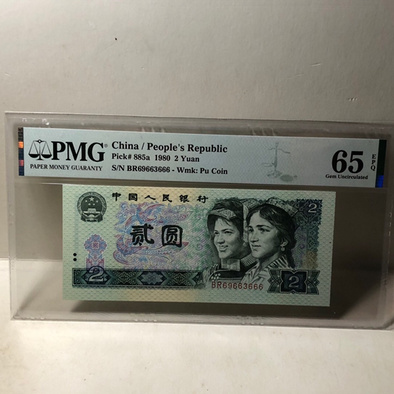 PMG
PAPER MONEY GUARANTY
China / People's Republic
Pick# 885a 1980 2 Yuan
S/N BR69663666 - Wmk: Pu Coin
65 EPQ
Gem Uncirculated
中国人民银行
2
贰圆
2
2
BR69663666